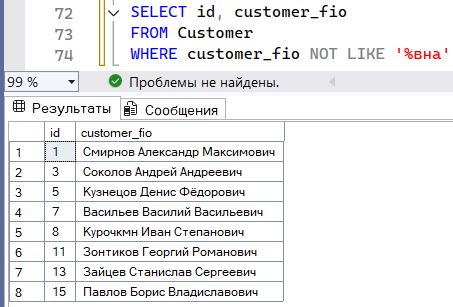 72 SELECT id, customer_fio
73 FROM Customer
74 WHERE customer_fio NOT LIKE '%вна'
99 % Проблемы не найдены.
Результаты Сообщения
id customer_fio
1 1 Смирнов Александр Максимович
2 3 Соколов Андрей Андреевич
3 5 Кузнецов Денис Фёдорович
4 7 Васильев Василий Васильевич
5 8 Курочкмн Иван Степанович
6 11 Зонтиков Георгий Романович
7 13 Зайцев Станислав Сергеевич
8 15 Павлов Борис Владиславович